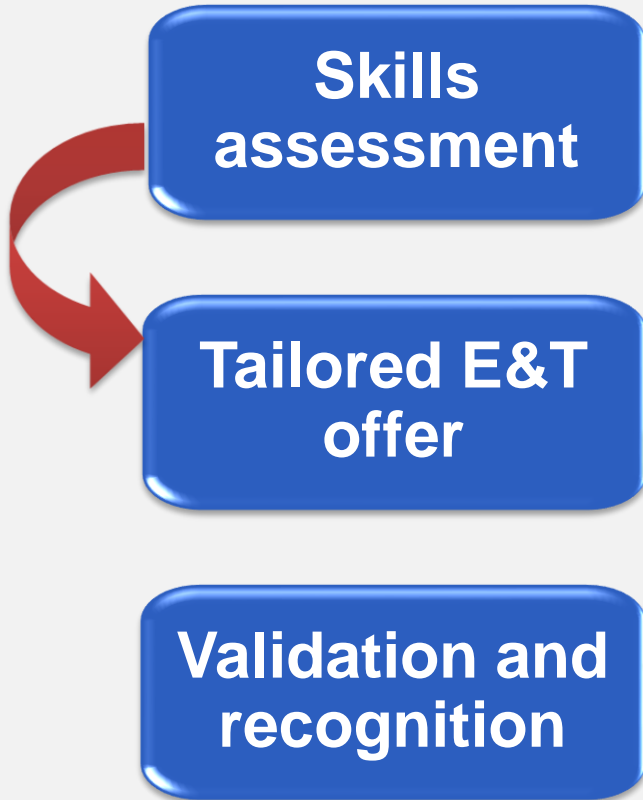 Skills
assessment
Tailored E&T
offer
Validation and
recognition